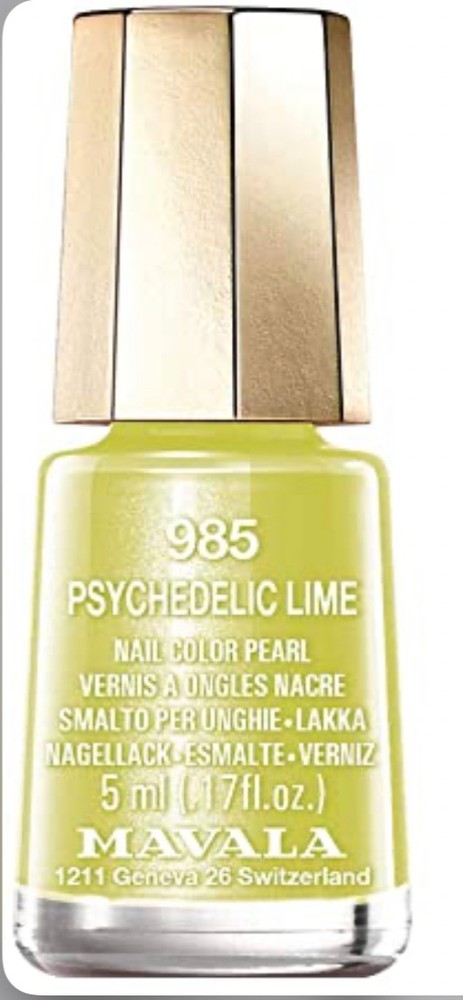 985
PSYCHEDELIC LIME
NAIL COLOR PEARL
VERNIS A ONGLES NACRE
SMALTO PER UNGHIE•LAKKA
NAGELLACK•ESMALTE•VERNIZ
5 ml (.17fl.oz.)
MAVALA
1211 Geneva 26 Switzerland